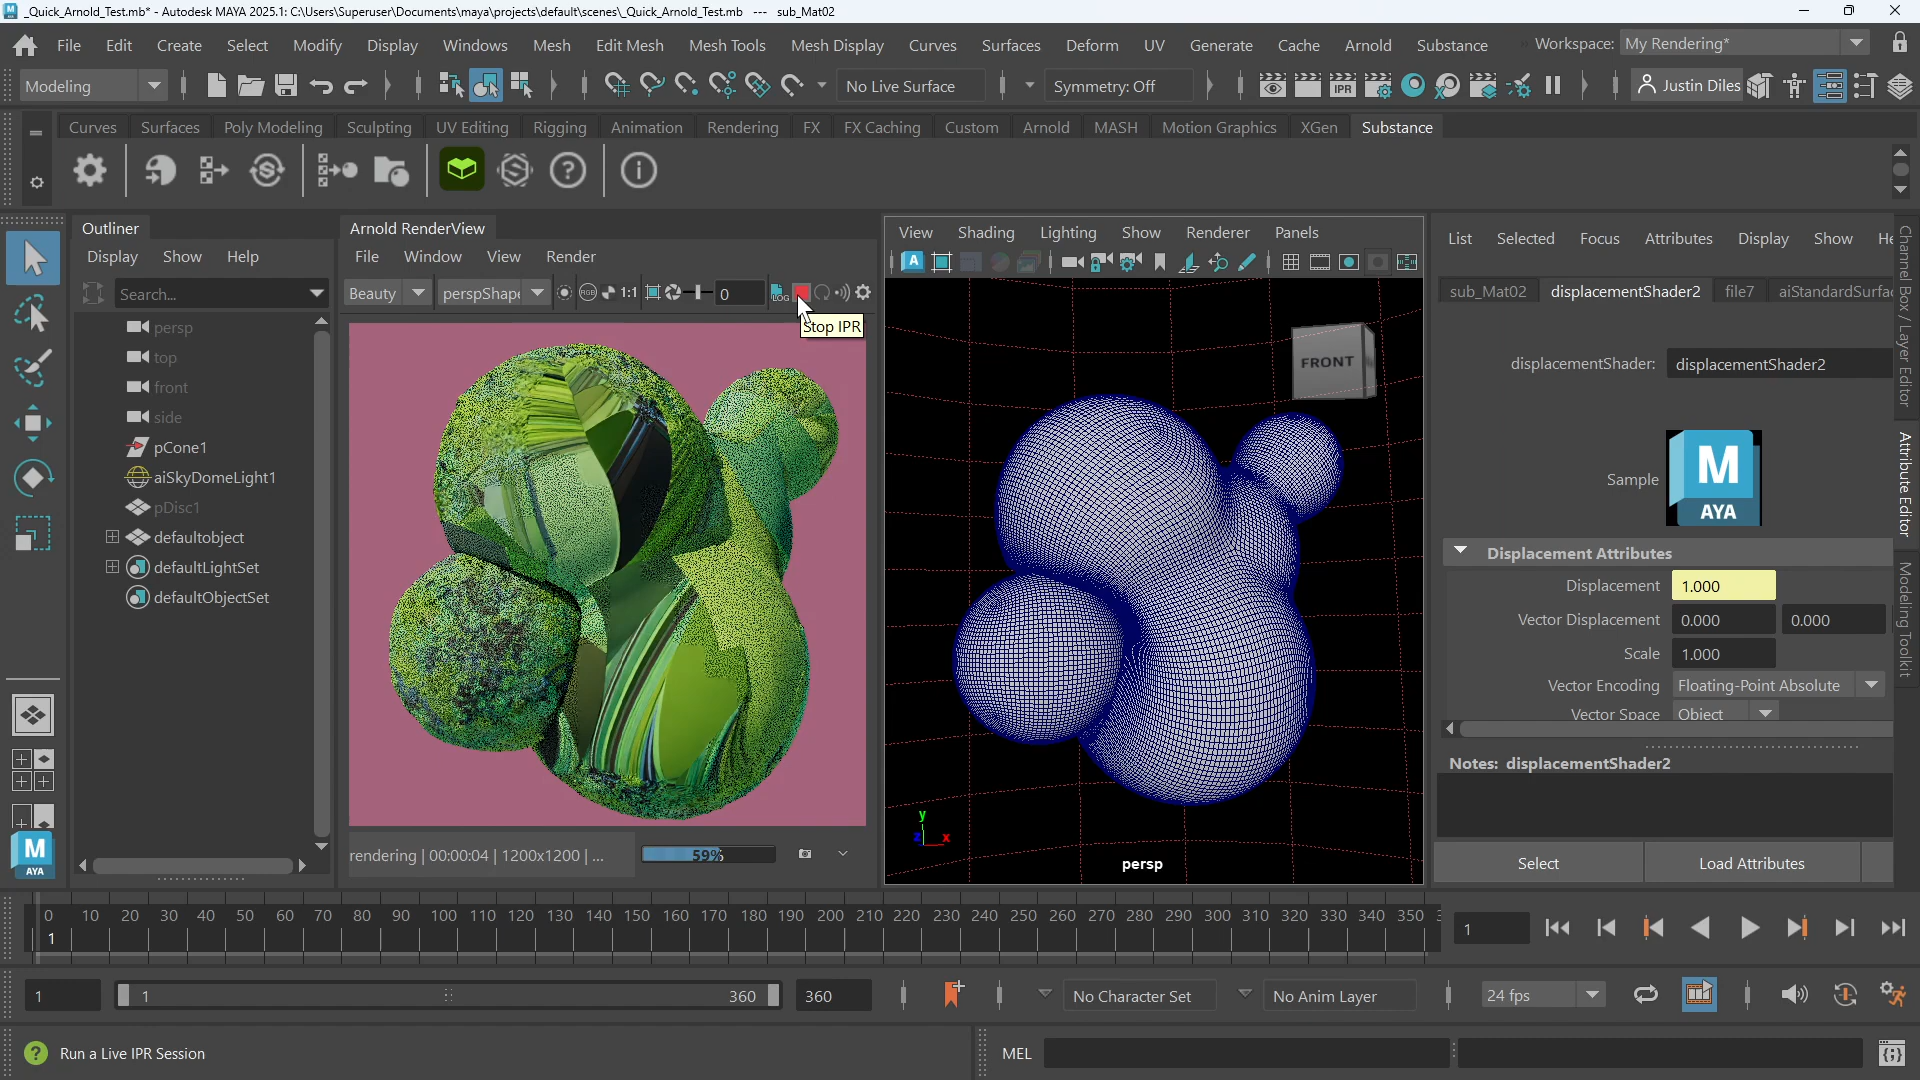 _Quick_Arnold_Test.mb* - Autodesk MAYA 2025.1: C:\Users\Superuser\Documents\maya\projects\default\scenes\_Quick_Arnold_Test.mb --- sub_Mat02
File Edit Create Select Modify Display Windows Mesh Edit Mesh Mesh Tools Mesh Display Curves Surfaces Deform UV Generate Cache Arnold Substance Workspace: My Rendering*
Modeling No Live Surface Symmetry: Off IPR Justin Diles
Curves Surfaces Poly Modeling Sculpting UV Editing Rigging Animation Rendering FX FX Caching Custom Arnold MASH Motion Graphics XGen Substance
Outliner
Display Show Help
Search...
persp
top
front
side
pCone1
aiSkyDomeLight1
pDisc1
defaultobject
defaultLightSet
defaultObjectSet
Arnold RenderView
File Window View Render
Beauty perspShape RGB 1:1 0 LOG
Stop IPR
rendering | 00:00:04 | 1200x1200 | ... 59%
View Shading Lighting Show Renderer Panels
A
FRONT
y
z x
persp
List Selected Focus Attributes Display Show He
sub_Mat02 displacementShader2 file7 aiStandardSurfac
displacementShader: displacementShader2
Sample M AYA
Displacement Attributes
Displacement 1.000
Vector Displacement 0.000 0.000
Scale 1.000
Vector Encoding Floating-Point Absolute
Vector Space Object
Notes: displacementShader2
Select Load Attributes
Channel Box / Layer Editor
Attribute Editor
Modeling Toolkit
M
AYA
0 10 20 30 40 50 60 70 80 90 100 110 120 130 140 150 160 170 180 190 200 210 220 230 240 250 260 270 280 290 300 310 320 330 340 350
1 1
1 1 360 360 No Character Set No Anim Layer 24 fps
Run a Live IPR Session MEL